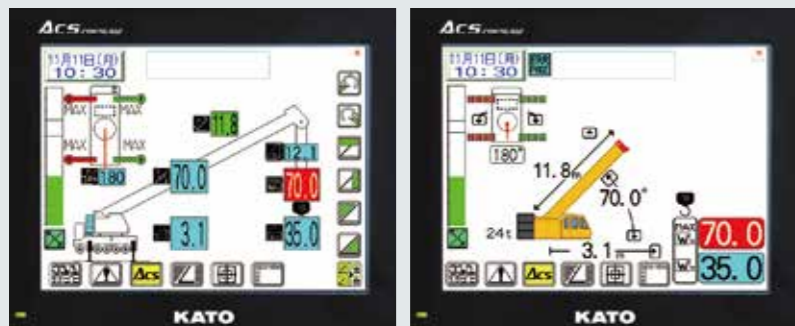 ACS
11月11日(月)
10:30
MAX
MAX
MAX
MAX
11.8
180
70.0
12.1
70.0
3.1
35.0
ACS
KATO
ACS
11月11日(月)
10:30
180°
11.8m
70.0°
24t
3.1m
MAX
70.0
35.0
ACS
KATO